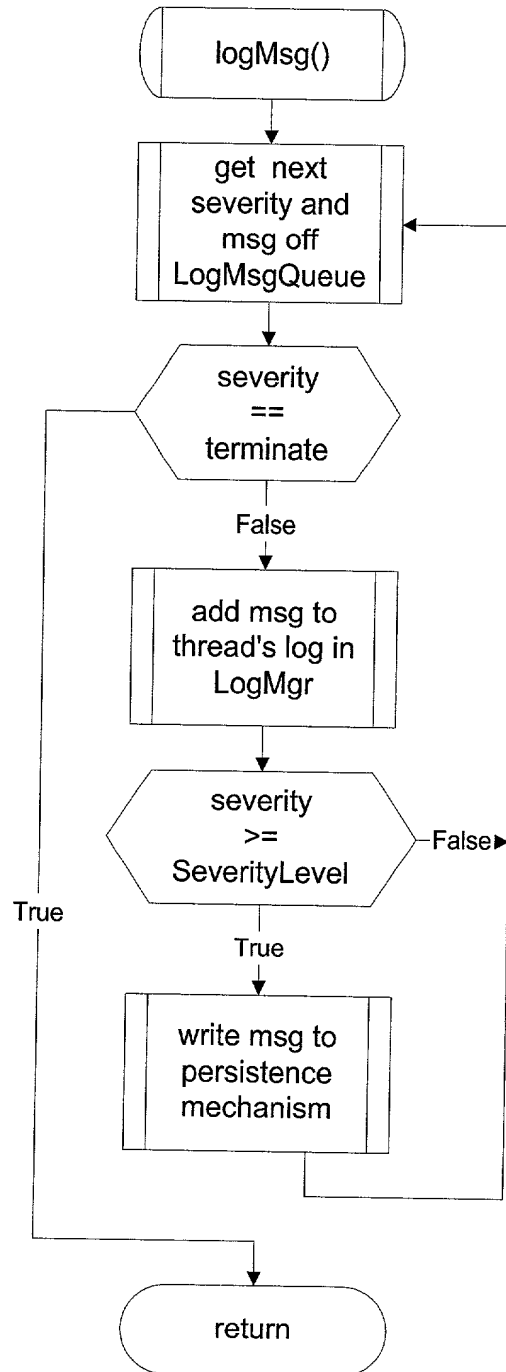 logMsg()
get next
severity and
msg off
LogMsgQueue
severity
==
terminate
False
add msg to
thread's log in
LogMgr
severity
>=
SeverityLevel
False
True
True
write msg to
persistence
mechanism
return